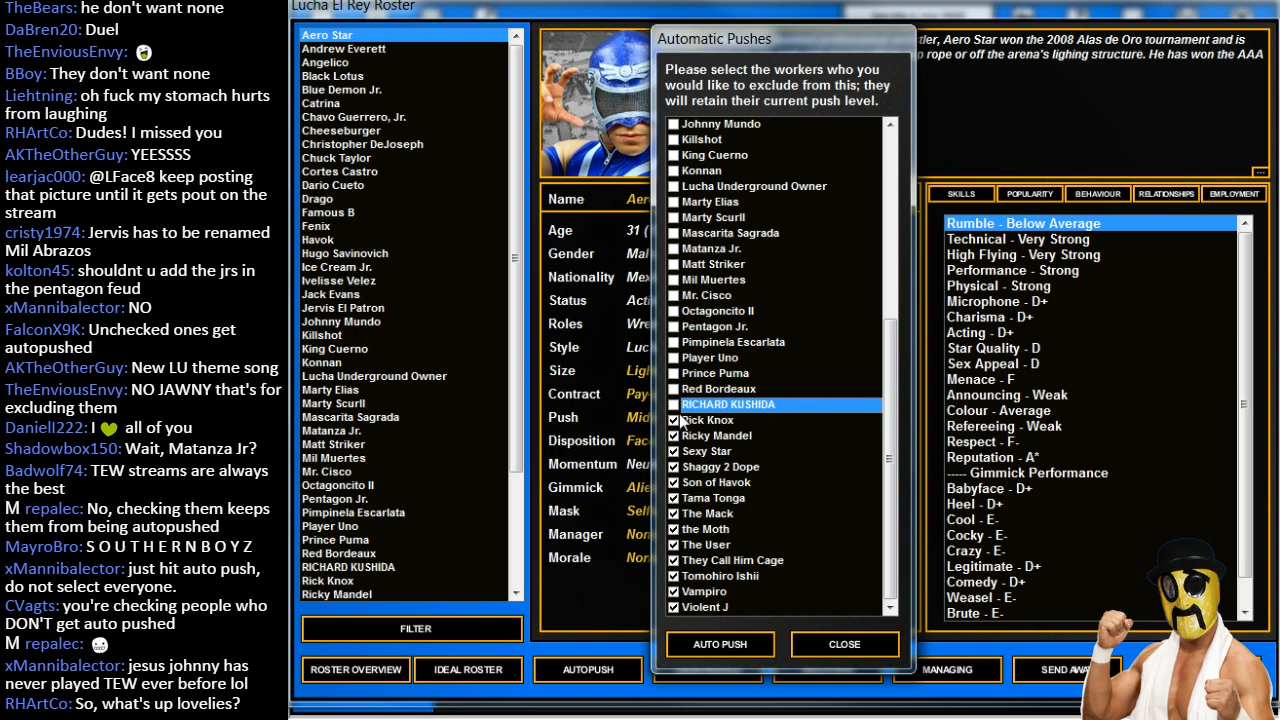 TheBears: he don't want none
DaBren20: Duel
TheEnviousEnvy:
BBoy: They don't want none
Liehtning: oh fuck my stomach hurts
from laughing
RHArtCo: Dudes! I missed you
AKTheOtherGuy: YEESSSS
learjac000: @LFace8 keep posting
that picture until it gets pout on the
stream
cristy1974: Jervis has to be renamed
Mil Abrazos
kolton45: shouldnt u add the jrs in
the pentagon feud
xMannibalector: NO
FalconX9K: Unchecked ones get
autopushed
AKTheOtherGuy: New LU theme song
TheEnviousEnvy: NO JAWNY that's for
excluding them
DanielI222: I all of you
Shadowbox150: Wait, Matanza Jr?
Badwolf74: TEW streams are always
the best
M repalec: No, checking them keeps
them from being autopushed
MayroBro: S O U T H E R N B O Y Z
xMannibalector: just hit auto push,
do not select everyone.
CVagts: you're checking people who
DON'T get auto pushed
M repalec:
xMannibalector: jesus johnny has
never played TEW ever before lol
RHArtCo: So, what's up lovelies?
Lucha El Rey Roster
Aero Star
Andrew Everett
Angelico
Black Lotus
Blue Demon Jr.
Catrina
Chavo Guerrero, Jr.
Cheeseburger
Christopher DeJoseph
Chuck Taylor
Cortes Castro
Dario Cueto
Drago
Famous B
Fenix
Havok
Hugo Savinovich
Ice Cream Jr.
Ivelisse Velez
Jack Evans
Jervis El Patron
Johnny Mundo
Killshot
King Cuerno
Konnan
Lucha Underground Owner
Marty Elias
Marty Scurll
Mascarita Sagrada
Matanza Jr.
Matt Striker
Mil Muertes
Mr. Cisco
Octagoncito II
Pentagon Jr.
Pimpinela Escarlata
Player Uno
Prince Puma
Red Bordeaux
RICHARD KUSHIDA
Rick Knox
Ricky Mandel
FILTER
ROSTER OVERVIEW
IDEAL ROSTER
AUTOPUSH
MANAGING
SEND AWA
tler, Aero Star won the 2008 Alas de Oro tournament and is
p rope or off the arena's lighing structure. He has won the AAA
...
Name Aer
Age 31 (
Gender Mal
Nationality Mex
Status Acti
Roles Wre
Style Luc
Size Ligh
Contract Pay-
Push Mid
Disposition Face
Momentum Neu
Gimmick Alie
Mask Self
Manager Non
Morale Nor
Automatic Pushes
Please select the workers who you
would like to exclude from this; they
will retain their current push level.
Johnny Mundo
Killshot
King Cuerno
Konnan
Lucha Underground Owner
Marty Elias
Marty Scurll
Mascarita Sagrada
Matanza Jr.
Matt Striker
Mil Muertes
Mr. Cisco
Octagoncito II
Pentagon Jr.
Pimpinela Escarlata
Player Uno
Prince Puma
Red Bordeaux
RICHARD KUSHIDA
Rick Knox
Ricky Mandel
Sexy Star
Shaggy 2 Dope
Son of Havok
Tama Tonga
The Mack
the Moth
The User
They Call Him Cage
Tomohiro Ishii
Vampiro
Violent J
AUTO PUSH
CLOSE
SKILLS
POPULARITY
BEHAVIOUR
RELATIONSHIPS
EMPLOYMENT
Rumble - Below Average
Technical - Very Strong
High Flying - Very Strong
Performance - Strong
Physical - Strong
Microphone - D+
Charisma - D+
Acting - D+
Star Quality - D
Sex Appeal - D
Menace - F
Announcing - Weak
Colour - Average
Refereeing - Weak
Respect - F-
Reputation - A*
----- Gimmick Performance
Babyface - D+
Heel - D+
Cool - E-
Cocky - E-
Crazy - E-
Legitimate - D+
Comedy - D+
Weasel - E-
Brute - E-